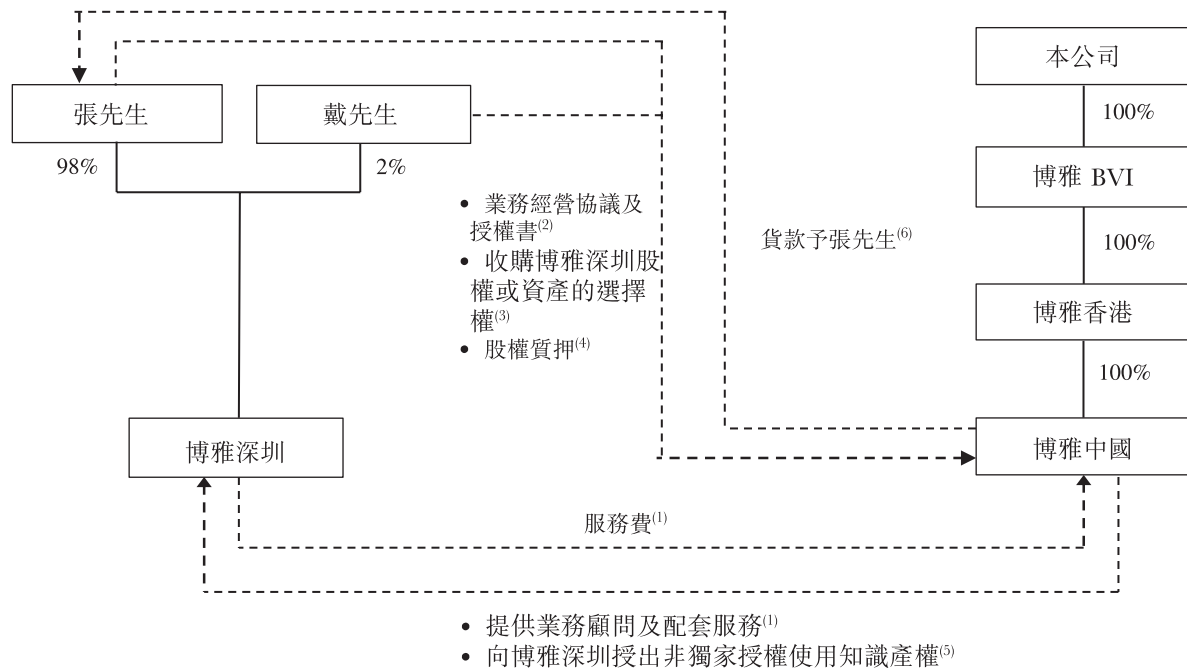 本公司
張先生
戴先生
100%
98%
2%
博雅 BVI
• 業務經營協議及
授權書(2)
• 收購博雅深圳股
權或資產的選擇
權(3)
• 股權質押(4)
貨款予張先生(6)
100%
博雅香港
100%
博雅深圳
博雅中國
服務費(1)
• 提供業務顧問及配套服務(1)
• 向博雅深圳授出非獨家授權使用知識產權(5)